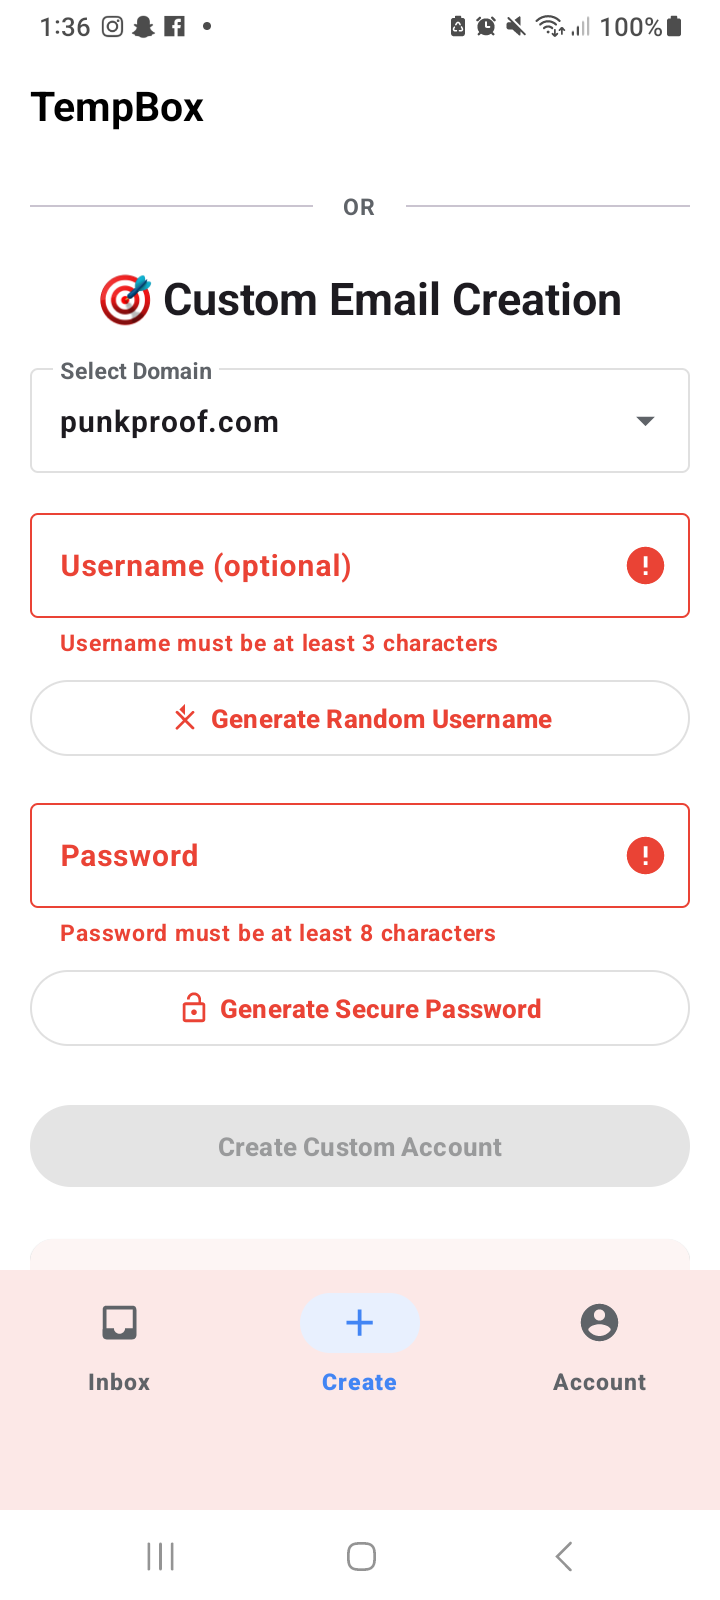 1:36
100%
TempBox
OR
🎯 Custom Email Creation
Select Domain
punkproof.com
Username (optional)
Username must be at least 3 characters
Generate Random Username
Password
Password must be at least 8 characters
Generate Secure Password
Create Custom Account
Inbox
Create
Account